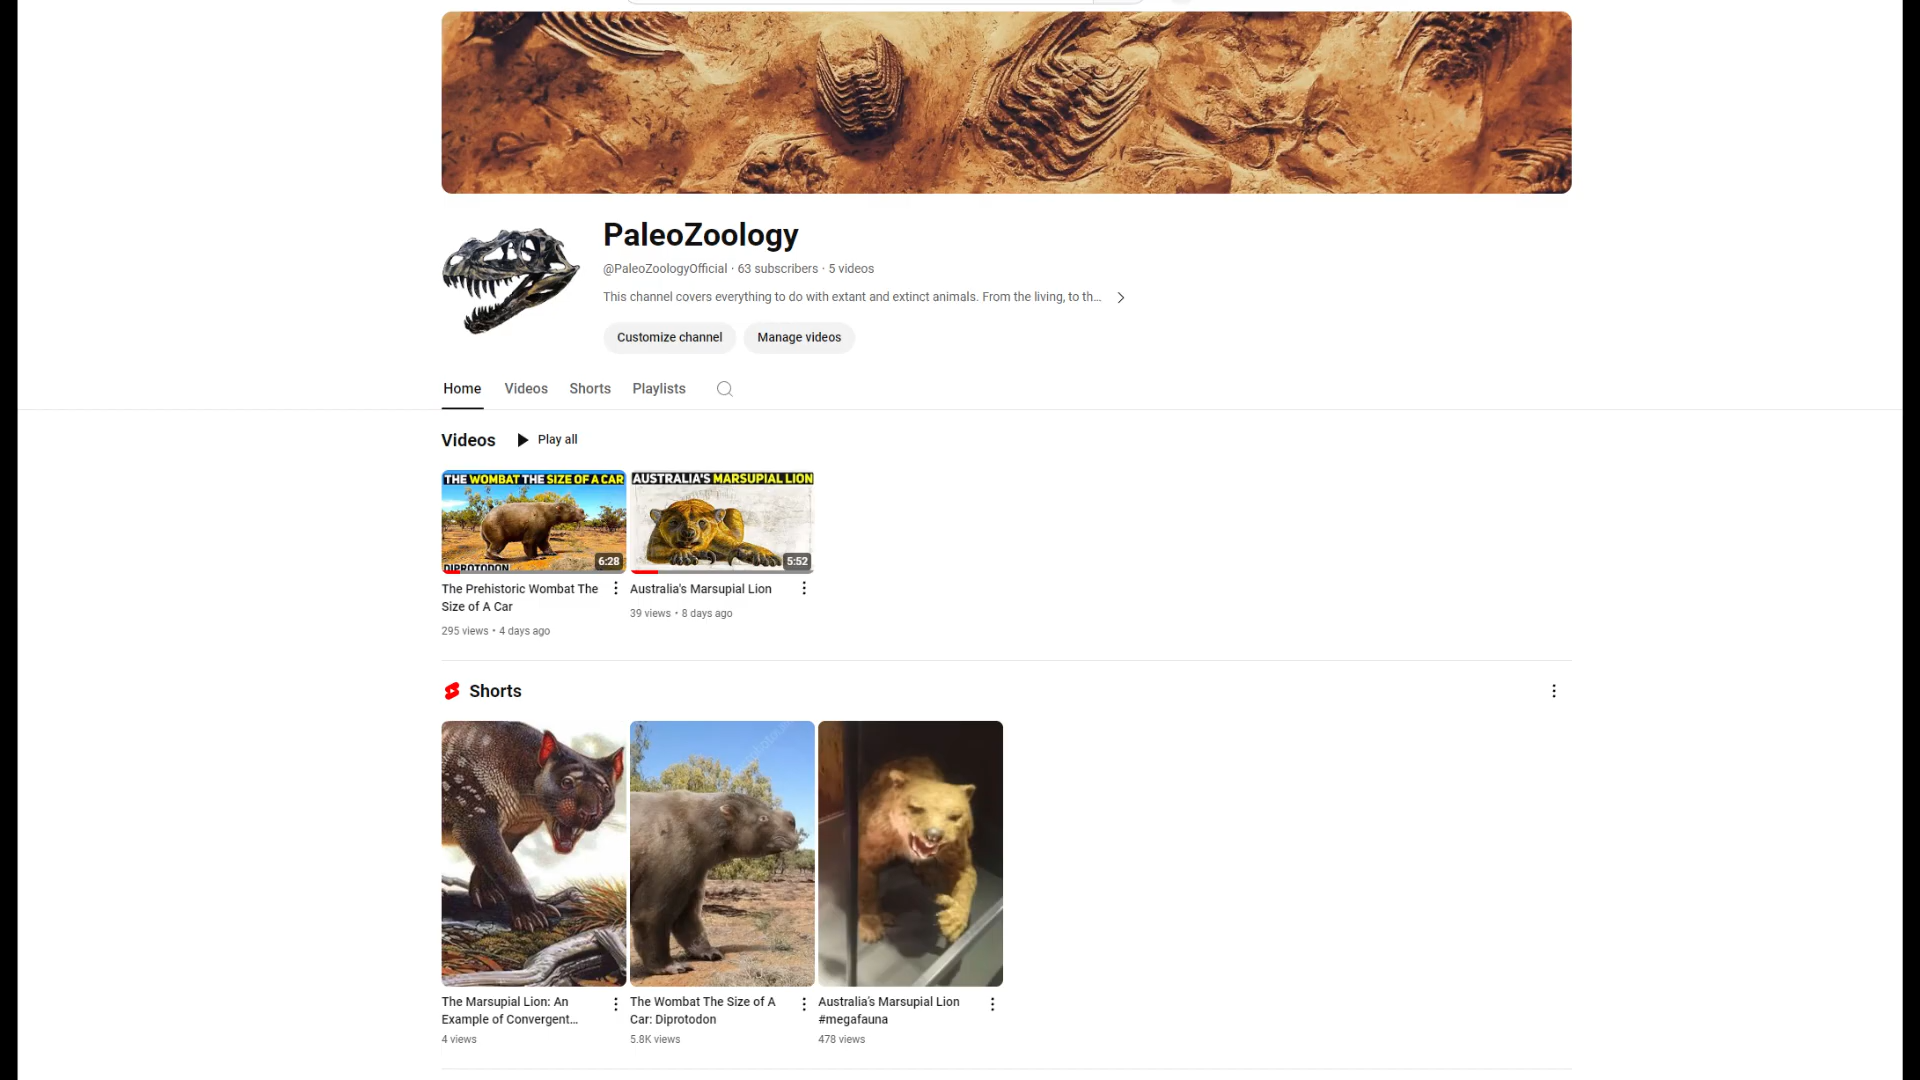 PaleoZoology
@PaleoZoologyOfficial · 63 subscribers · 5 videos
This channel covers everything to do with extant and extinct animals. From the living, to th...
Customize channel
Manage videos
Home
Videos
Shorts
Playlists
Videos
Play all
THE WOMBAT THE SIZE OF A CAR
DIPROTODON
6:28
The Prehistoric Wombat The
Size of A Car
295 views • 4 days ago
AUSTRALIA'S MARSUPIAL LION
5:52
Australia's Marsupial Lion
39 views • 8 days ago
Shorts
The Marsupial Lion: An
Example of Convergent...
4 views
The Wombat The Size of A
Car: Diprotodon
5.8K views
Australia's Marsupial Lion
#megafauna
478 views